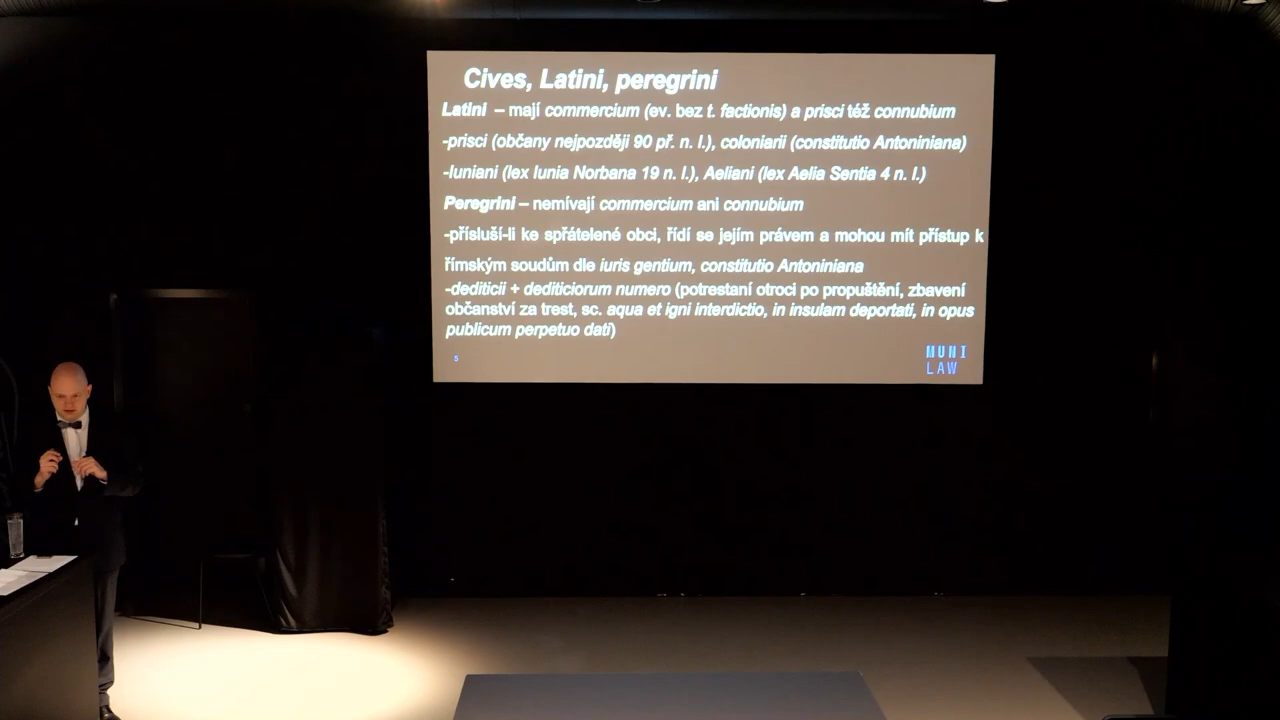 Cives, Latini, peregrini
Latini – mají commercium (ev. bez t. factionis) a prisci též connubium
-prisci (občany nejpozději 90 př. n. l.), coloniarii (constitutio Antoniniana)
-Iuniani (lex Iunia Norbana 19 n. l.), Aeliani (lex Aelia Sentia 4 n. l.)
Peregrini – nemívají commercium ani connubium
-přísluší-li ke spřátelené obci, řídí se jejím právem a mohou mít přístup k
římským soudům dle iuris gentium, constitutio Antoniniana
-dediticii + dediticiorum numero (potrestaní otroci po propuštění, zbavení
občanství za trest, sc. aqua et igni interdictio, in insulam deportati, in opus
publicum perpetuo dati)
5
MUNI
LAW